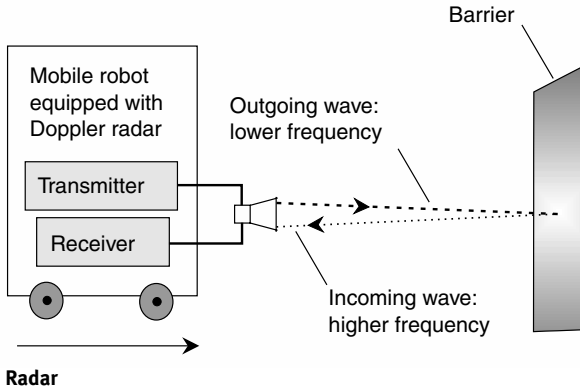 Barrier
Mobile robot
equipped with
Doppler radar
Outgoing wave:
lower frequency
Transmitter
Receiver
Incoming wave:
higher frequency
Radar